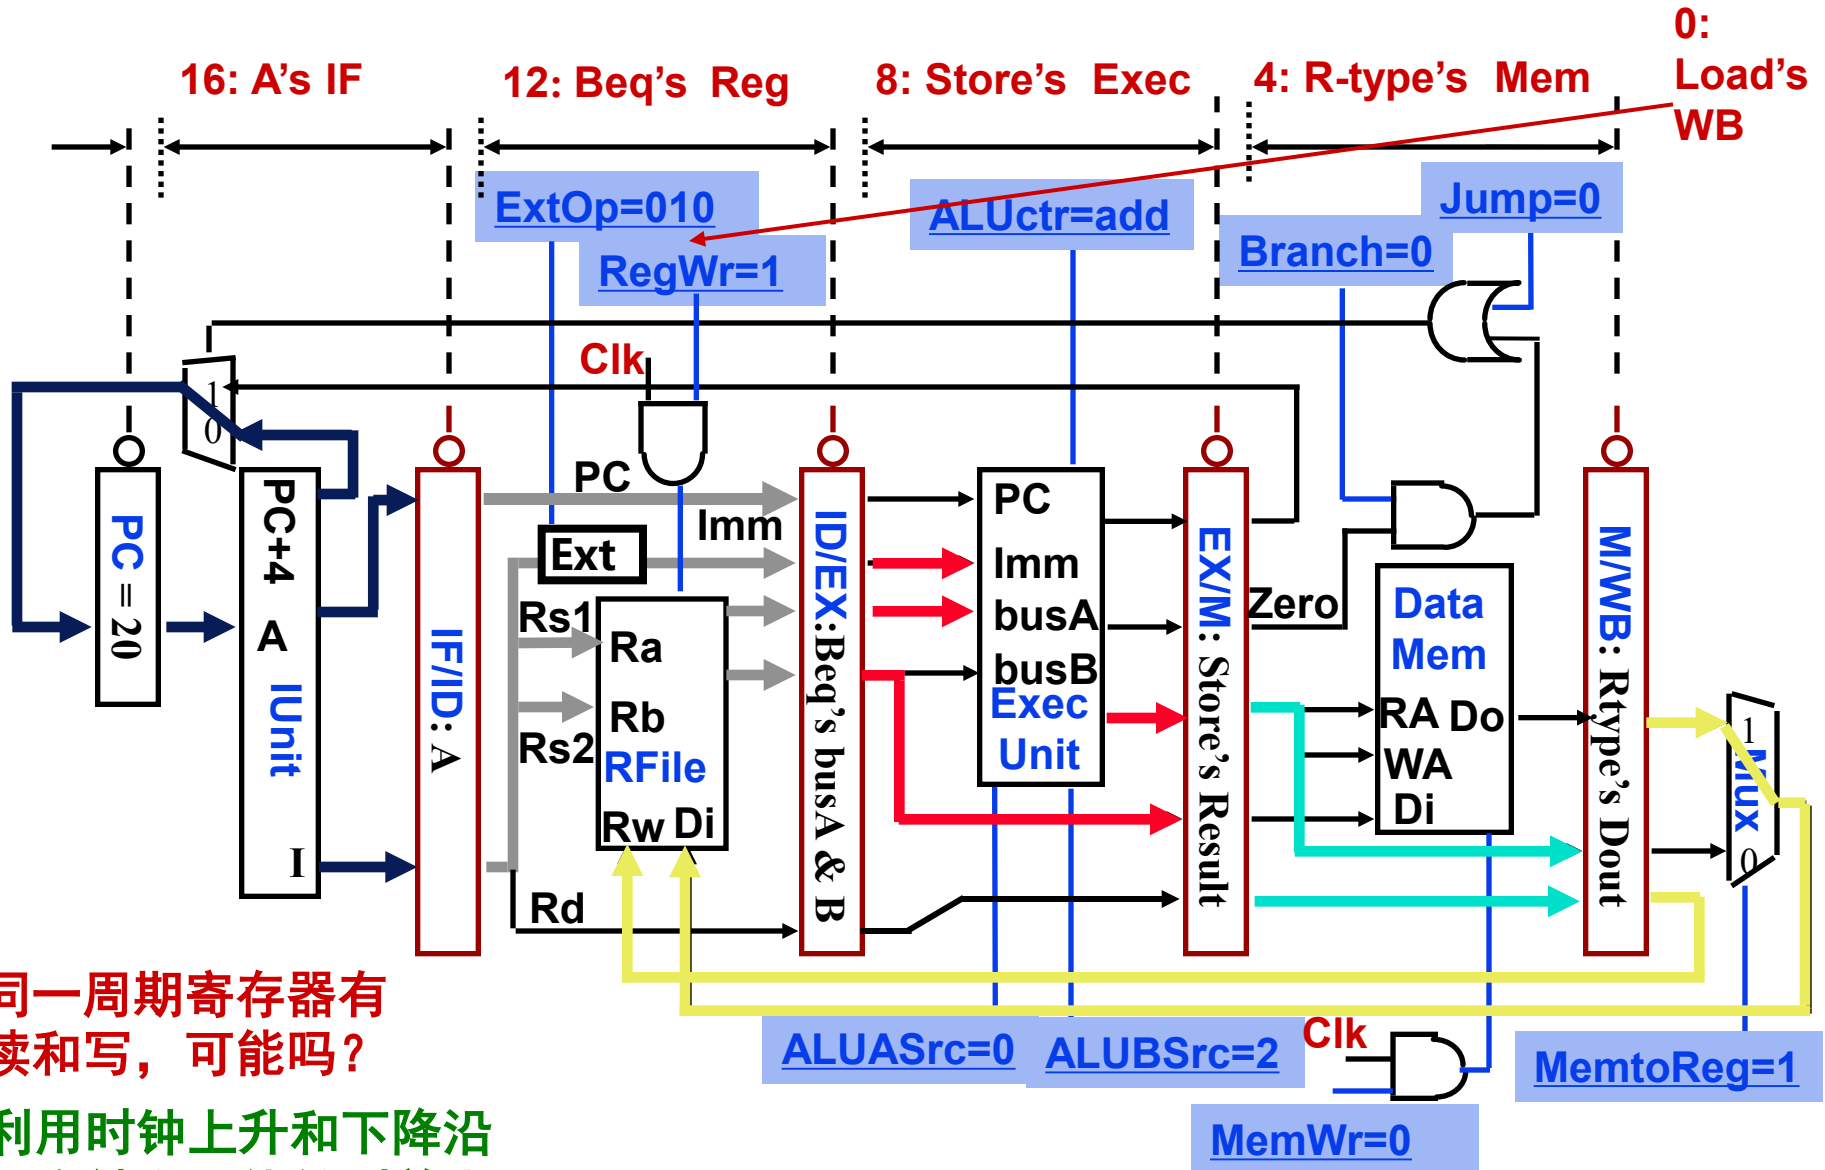 0:
Load's
WB
16: A's IF
12: Beq's Reg
8: Store's Exec
4: R-type's Mem
ExtOp=010
RegWr=1
ALUctr=add
Jump=0
Branch=0
Clk
1
0
PC
Imm
Ext
Rs1
Rs2
Ra
Rb
RFile
Rw Di
Rd
PC = 20
PC+4
A
IUnit
I
IF/ID: A
ID/EX:Beq's busA & B
PC
Imm
busA
busB
Exec
Unit
EX/M: Store's Result
Zero
Data
Mem
RA Do
WA
Di
M/WB: Rtype's Dout
1
Mux
0
同一周期寄存器有
读和写，可能吗？
利用时钟上升和下降沿
ALUASrc=0
ALUBSrc=2
Clk
MemWr=0
MemtoReg=1